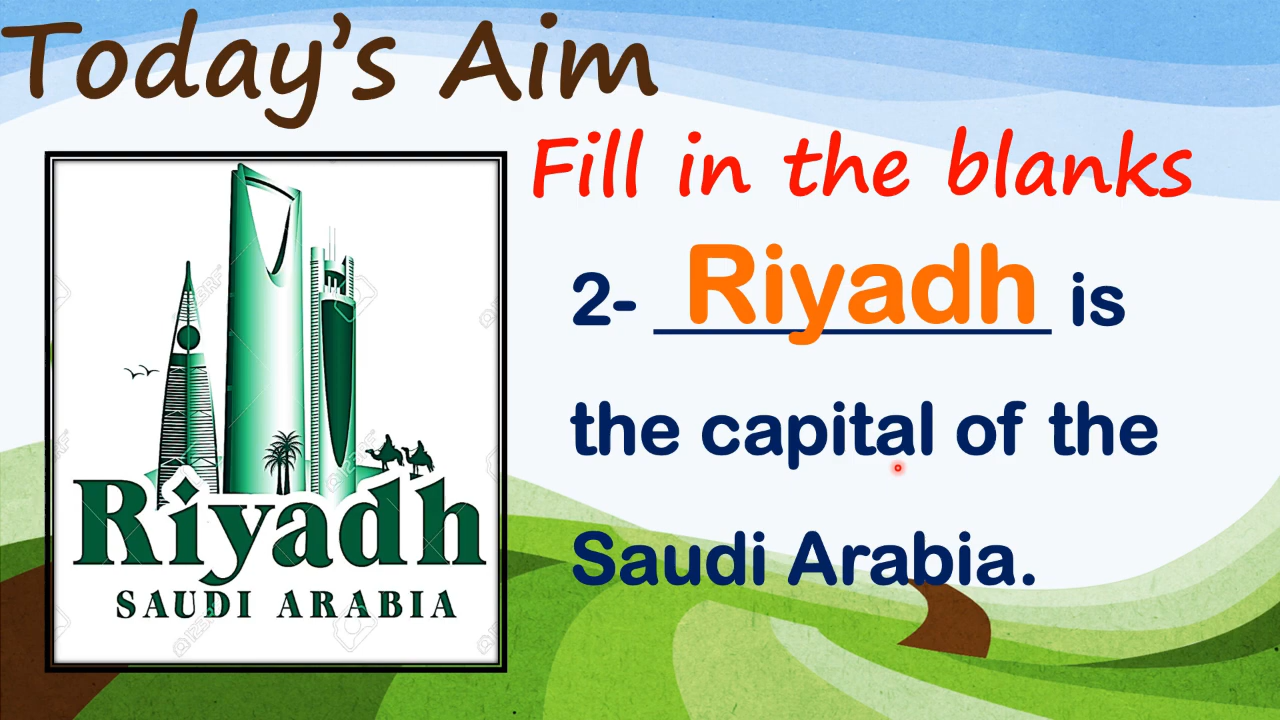 Today's Aim
Fill in the blanks
2- Riyadh is
the capital of the
Saudi Arabia.
Riyadh
SAUDI ARABIA